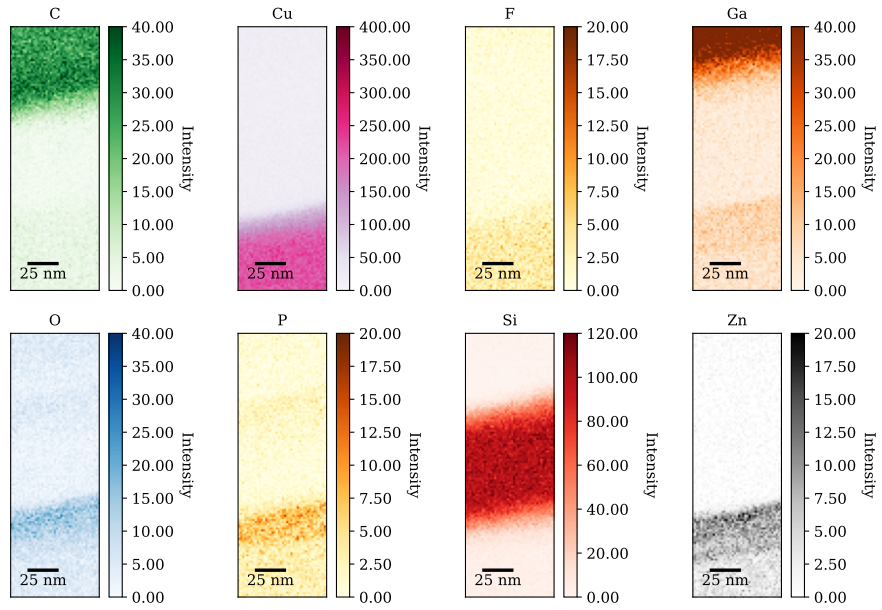 C
40.00
35.00
30.00
25.00
20.00
15.00
10.00
5.00
0.00
Intensity
25 nm
Cu
400.00
350.00
300.00
250.00
200.00
150.00
100.00
50.00
0.00
Intensity
25 nm
F
20.00
17.50
15.00
12.50
10.00
7.50
5.00
2.50
0.00
Intensity
25 nm
Ga
40.00
35.00
30.00
25.00
20.00
15.00
10.00
5.00
0.00
Intensity
25 nm
O
40.00
35.00
30.00
25.00
20.00
15.00
10.00
5.00
0.00
Intensity
25 nm
P
20.00
17.50
15.00
12.50
10.00
7.50
5.00
2.50
0.00
Intensity
25 nm
Si
120.00
100.00
80.00
60.00
40.00
20.00
0.00
Intensity
25 nm
Zn
20.00
17.50
15.00
12.50
10.00
7.50
5.00
2.50
0.00
Intensity
25 nm